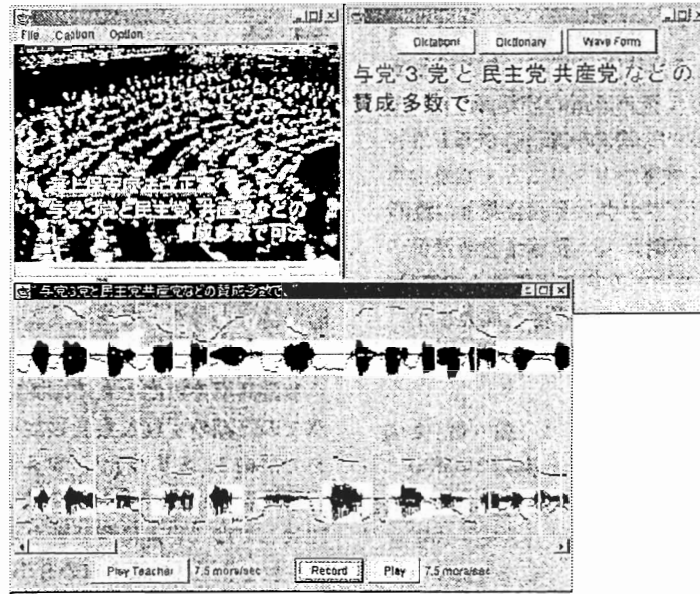 File Caption Option
海上保安庁法改正案
与党3党と民主党、共産党などの
賛成多数で可決
Dictation! Dictionary Wave Form
与党 3 党 と 民主党 共産党 など の
賛成 多数 で 、
与党3党と民主党共産党などの賛成多数で、
Play Teacher 7.5 mora/sec Record Play 7.5 mora/sec